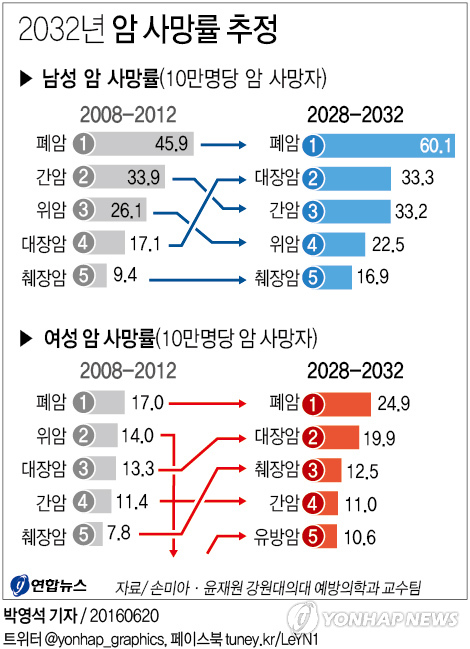 2032년 암 사망률 추정
▶ 남성 암 사망률(10만명당 암 사망자)
2008-2012 2028-2032
폐암 1 45.9 폐암 1 60.1
간암 2 33.9 대장암 2 33.3
위암 3 26.1 간암 3 33.2
대장암 4 17.1 위암 4 22.5
췌장암 5 9.4 췌장암 5 16.9
▶ 여성 암 사망률(10만명당 암 사망자)
2008-2012 2028-2032
폐암 1 17.0 폐암 1 24.9
위암 2 14.0 대장암 2 19.9
대장암 3 13.3 췌장암 3 12.5
간암 4 11.4 간암 4 11.0
췌장암 5 7.8 유방암 5 10.6
연합뉴스 자료/ 손미아·윤재원 강원대의대 예방의학과 교수팀
박영석 기자 / 20160620
YONHAP NEWS
트위터 @yonhap_graphics, 페이스북 tuney.kr/LeYN1